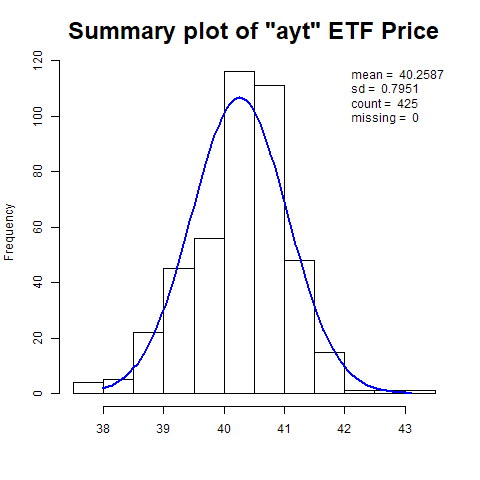 Summary plot of "ayt" ETF Price
mean = 40.2587
sd = 0.7951
count = 425
missing = 0
Frequency
120
100
80
60
40
20
0
38 39 40 41 42 43